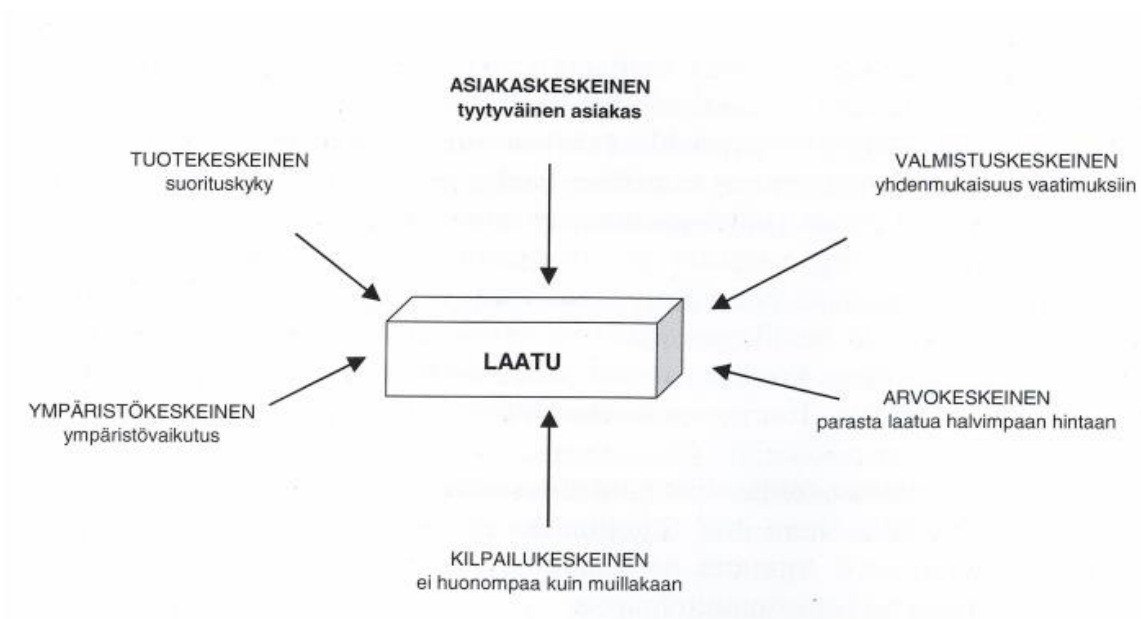 ASIAKASKESKEINEN
tyytyväinen asiakas
TUOTEKESKEINEN
suorituskyky
VALMISTUSKESKEINEN
yhdenmukaisuus vaatimuksiin
LAATU
YMPÄRISTÖKESKEINEN
ympäristövaikutus
ARVOKESKEINEN
parasta laatua halvimpaan hintaan
KILPAILUKESKEINEN
ei huonompaa kuin muillakaan